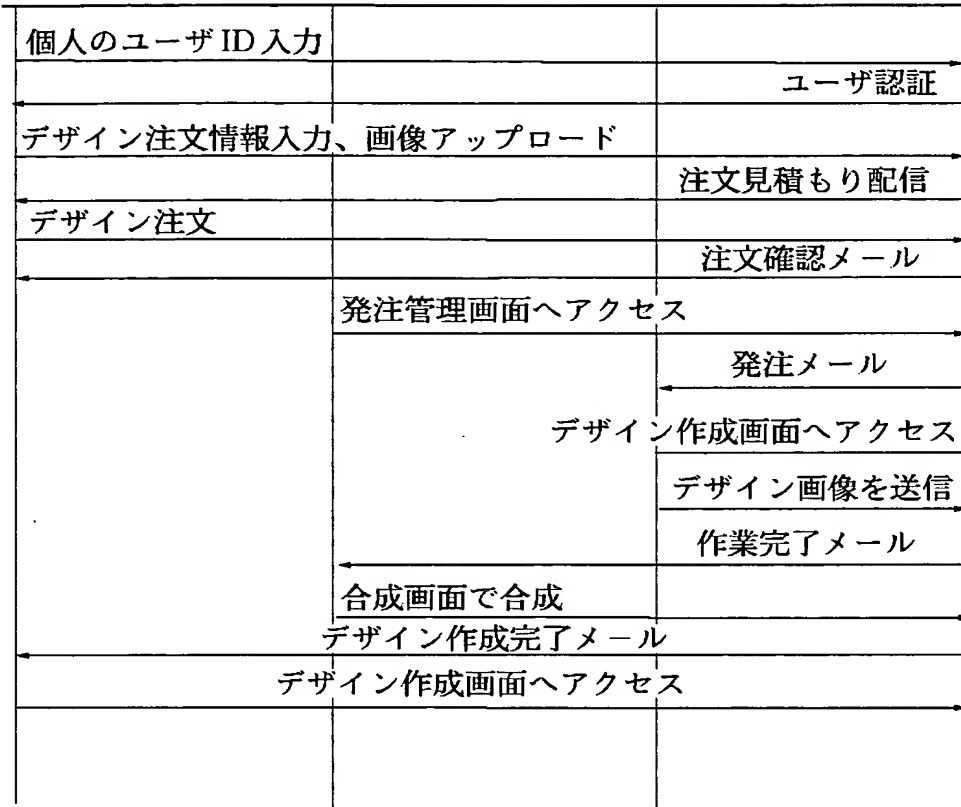 個人のユーザID入力
ユーザ認証
デザイン注文情報入力、画像アップロード
注文見積もり配信
デザイン注文
注文確認メール
発注管理画面へアクセス
発注メール
デザイン作成画面へアクセス
デザイン画像を送信
作業完了メール
合成画面で合成
デザイン作成完了メール
デザイン作成画面へアクセス